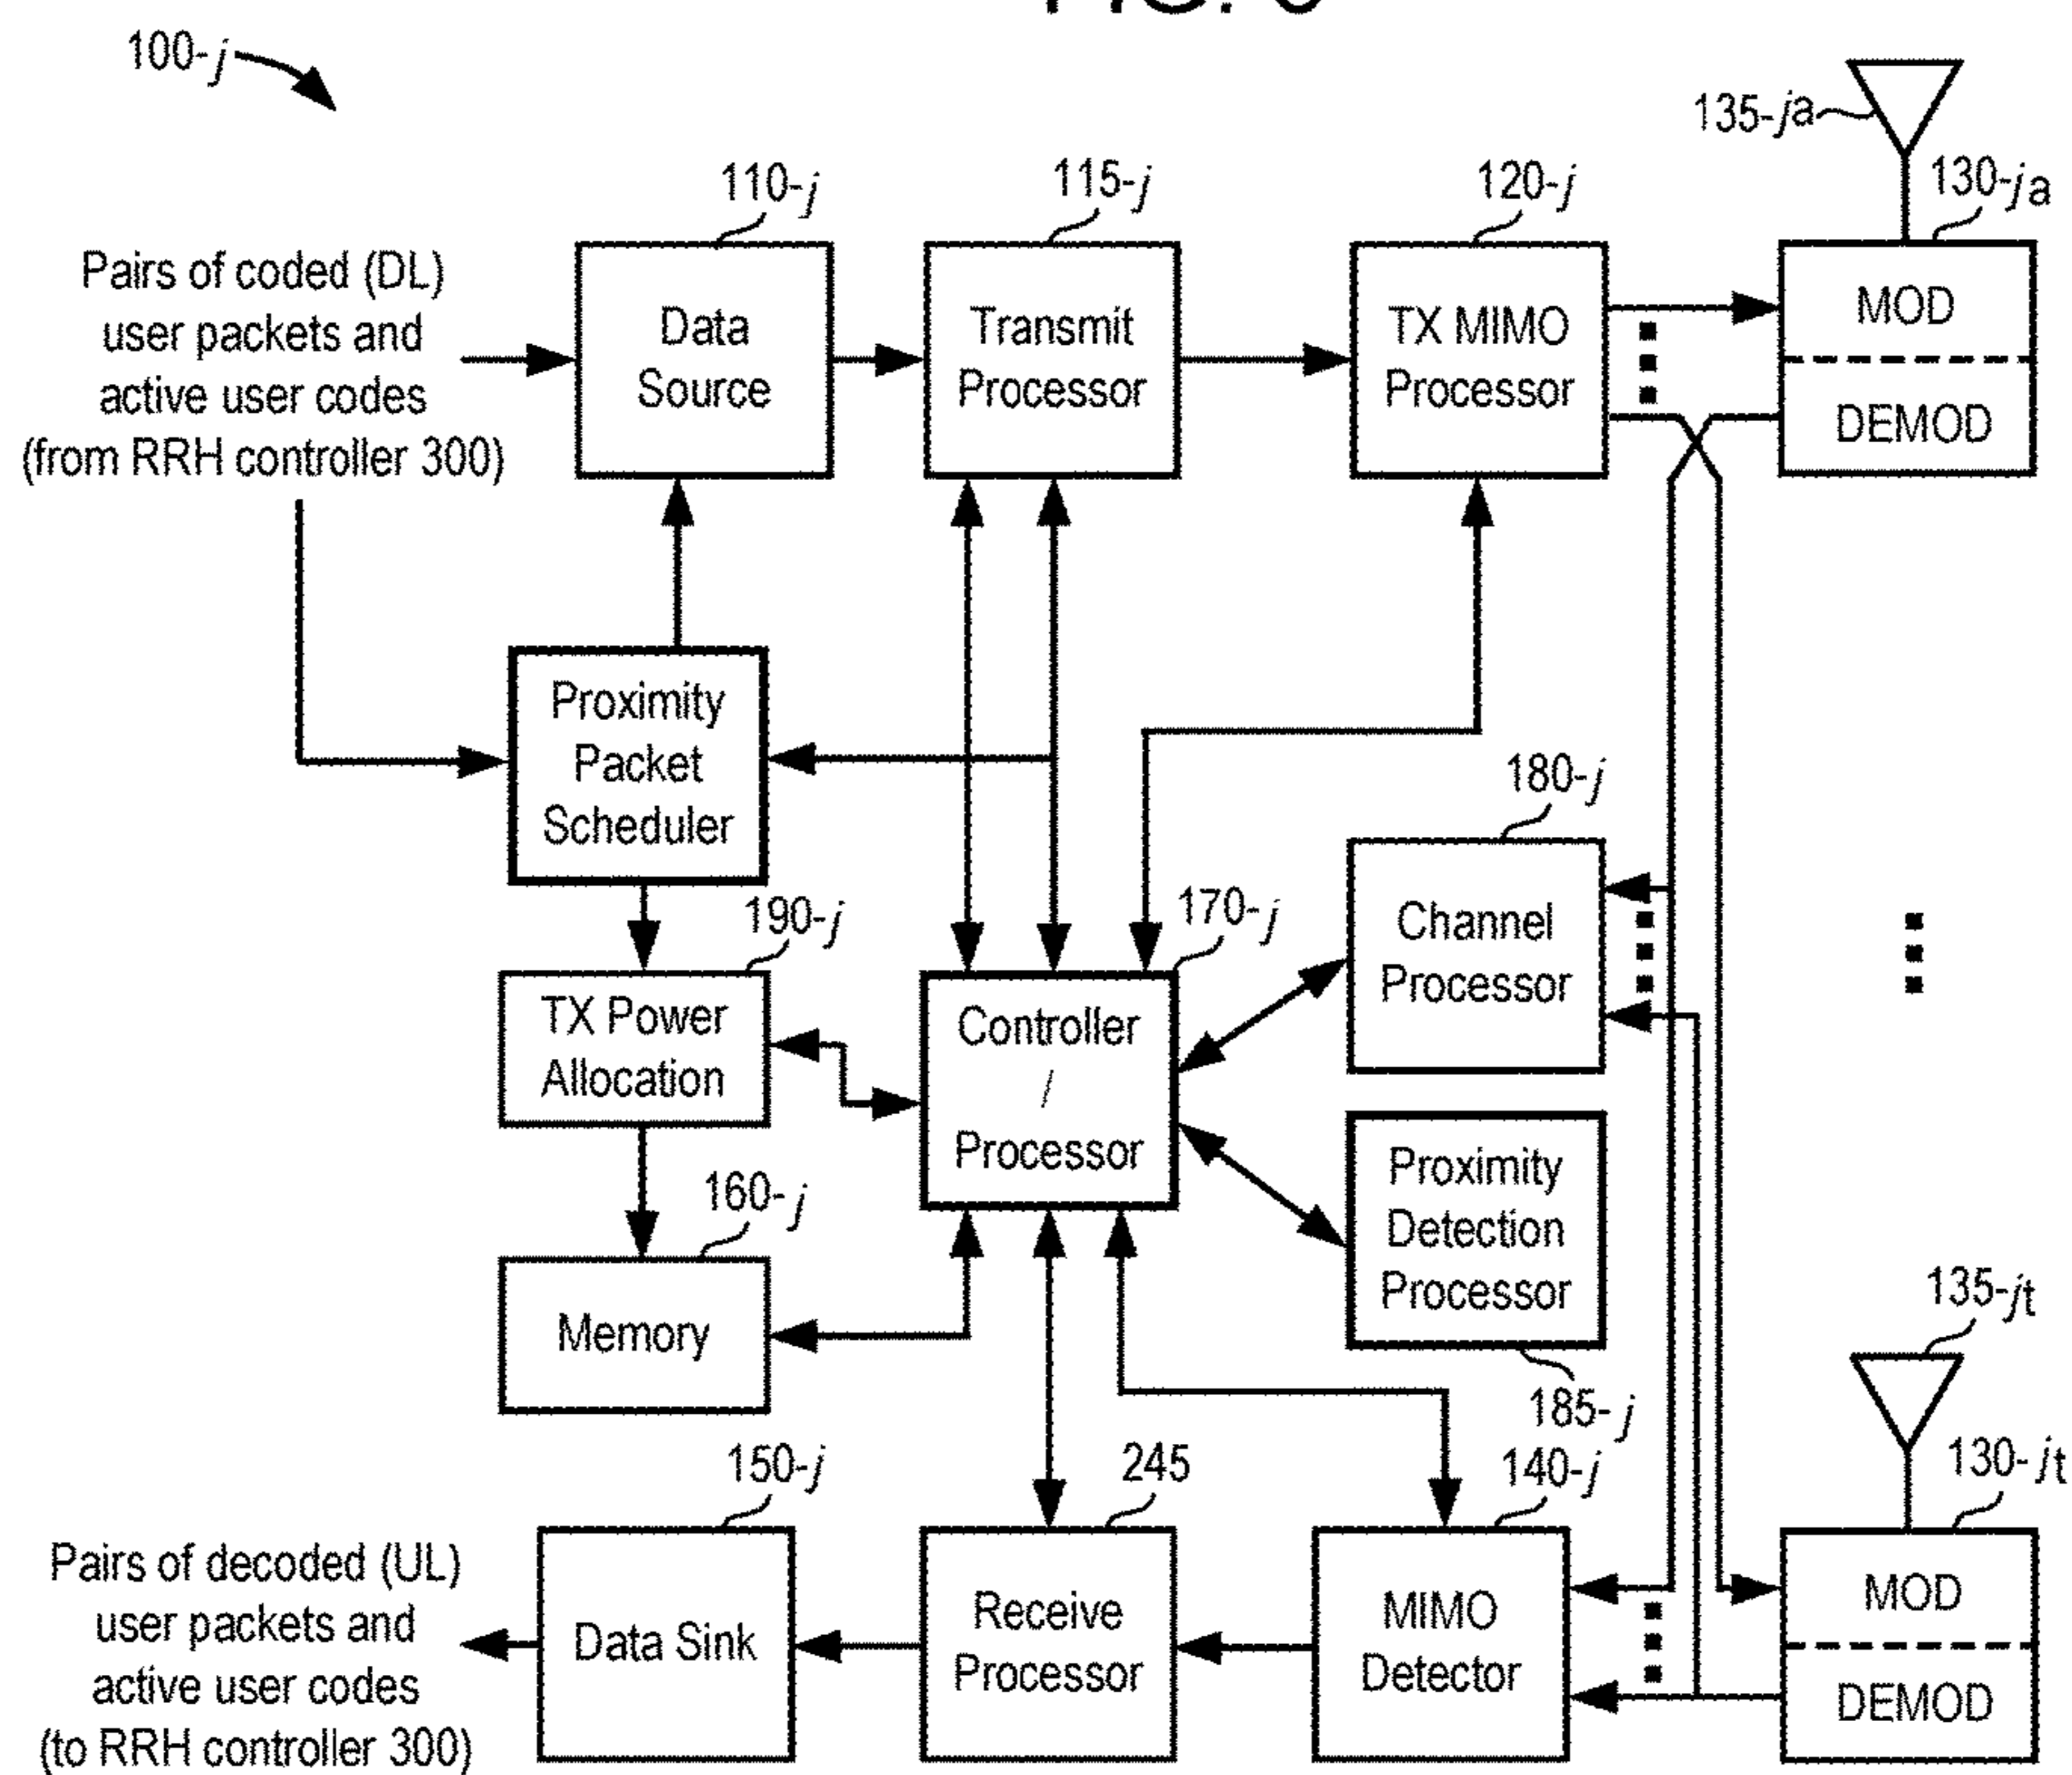 100-j
135-ja
110-j
115-j
120-j
130-ja
Pairs of coded (DL)
user packets and
active user codes
(from RRH controller 300)
Data
Source
Transmit
Processor
TX MIMO
Processor
MOD
DEMOD
Proximity
Packet
Scheduler
180-j
190-j
170-j
Channel
Processor
TX Power
Allocation
Controller
/
Processor
160-j
Proximity
Detection
Processor
Memory
135-jt
185-j
150-j
245
140-j
130-jt
Pairs of decoded (UL)
user packets and
active user codes
(to RRH controller 300)
Data Sink
Receive
Processor
MIMO
Detector
MOD
DEMOD